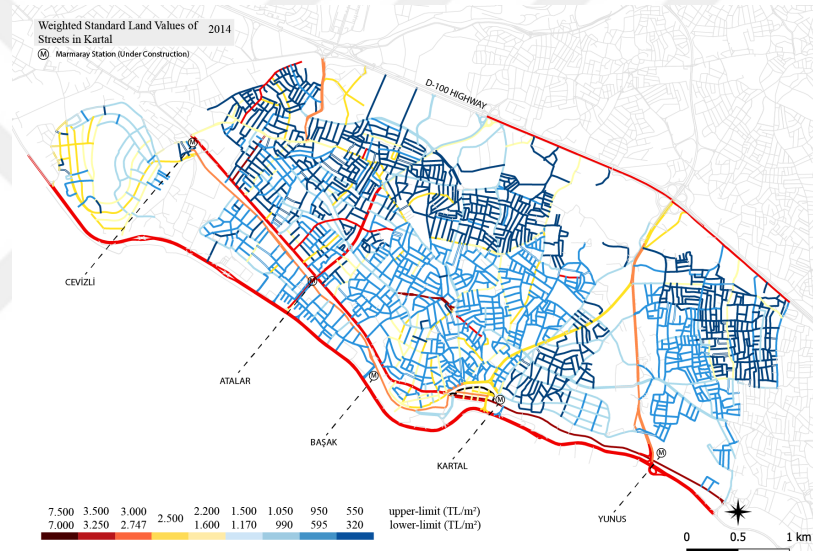 Weighted Standard Land Values of 2014
Streets in Kartal
M Marmaray Station (Under Construction)
D-100 HIGHWAY
M
M
M
M
M
CEVİZLİ
ATALAR
BAŞAK
KARTAL
YUNUS
7.500 3.500 3.000 2.500 2.200 1.500 1.050 950 550 upper-limit (TL/m²)
7.000 3.250 2.747 1.600 1.170 990 595 320 lower-limit (TL/m²)
0 0.5 1 km